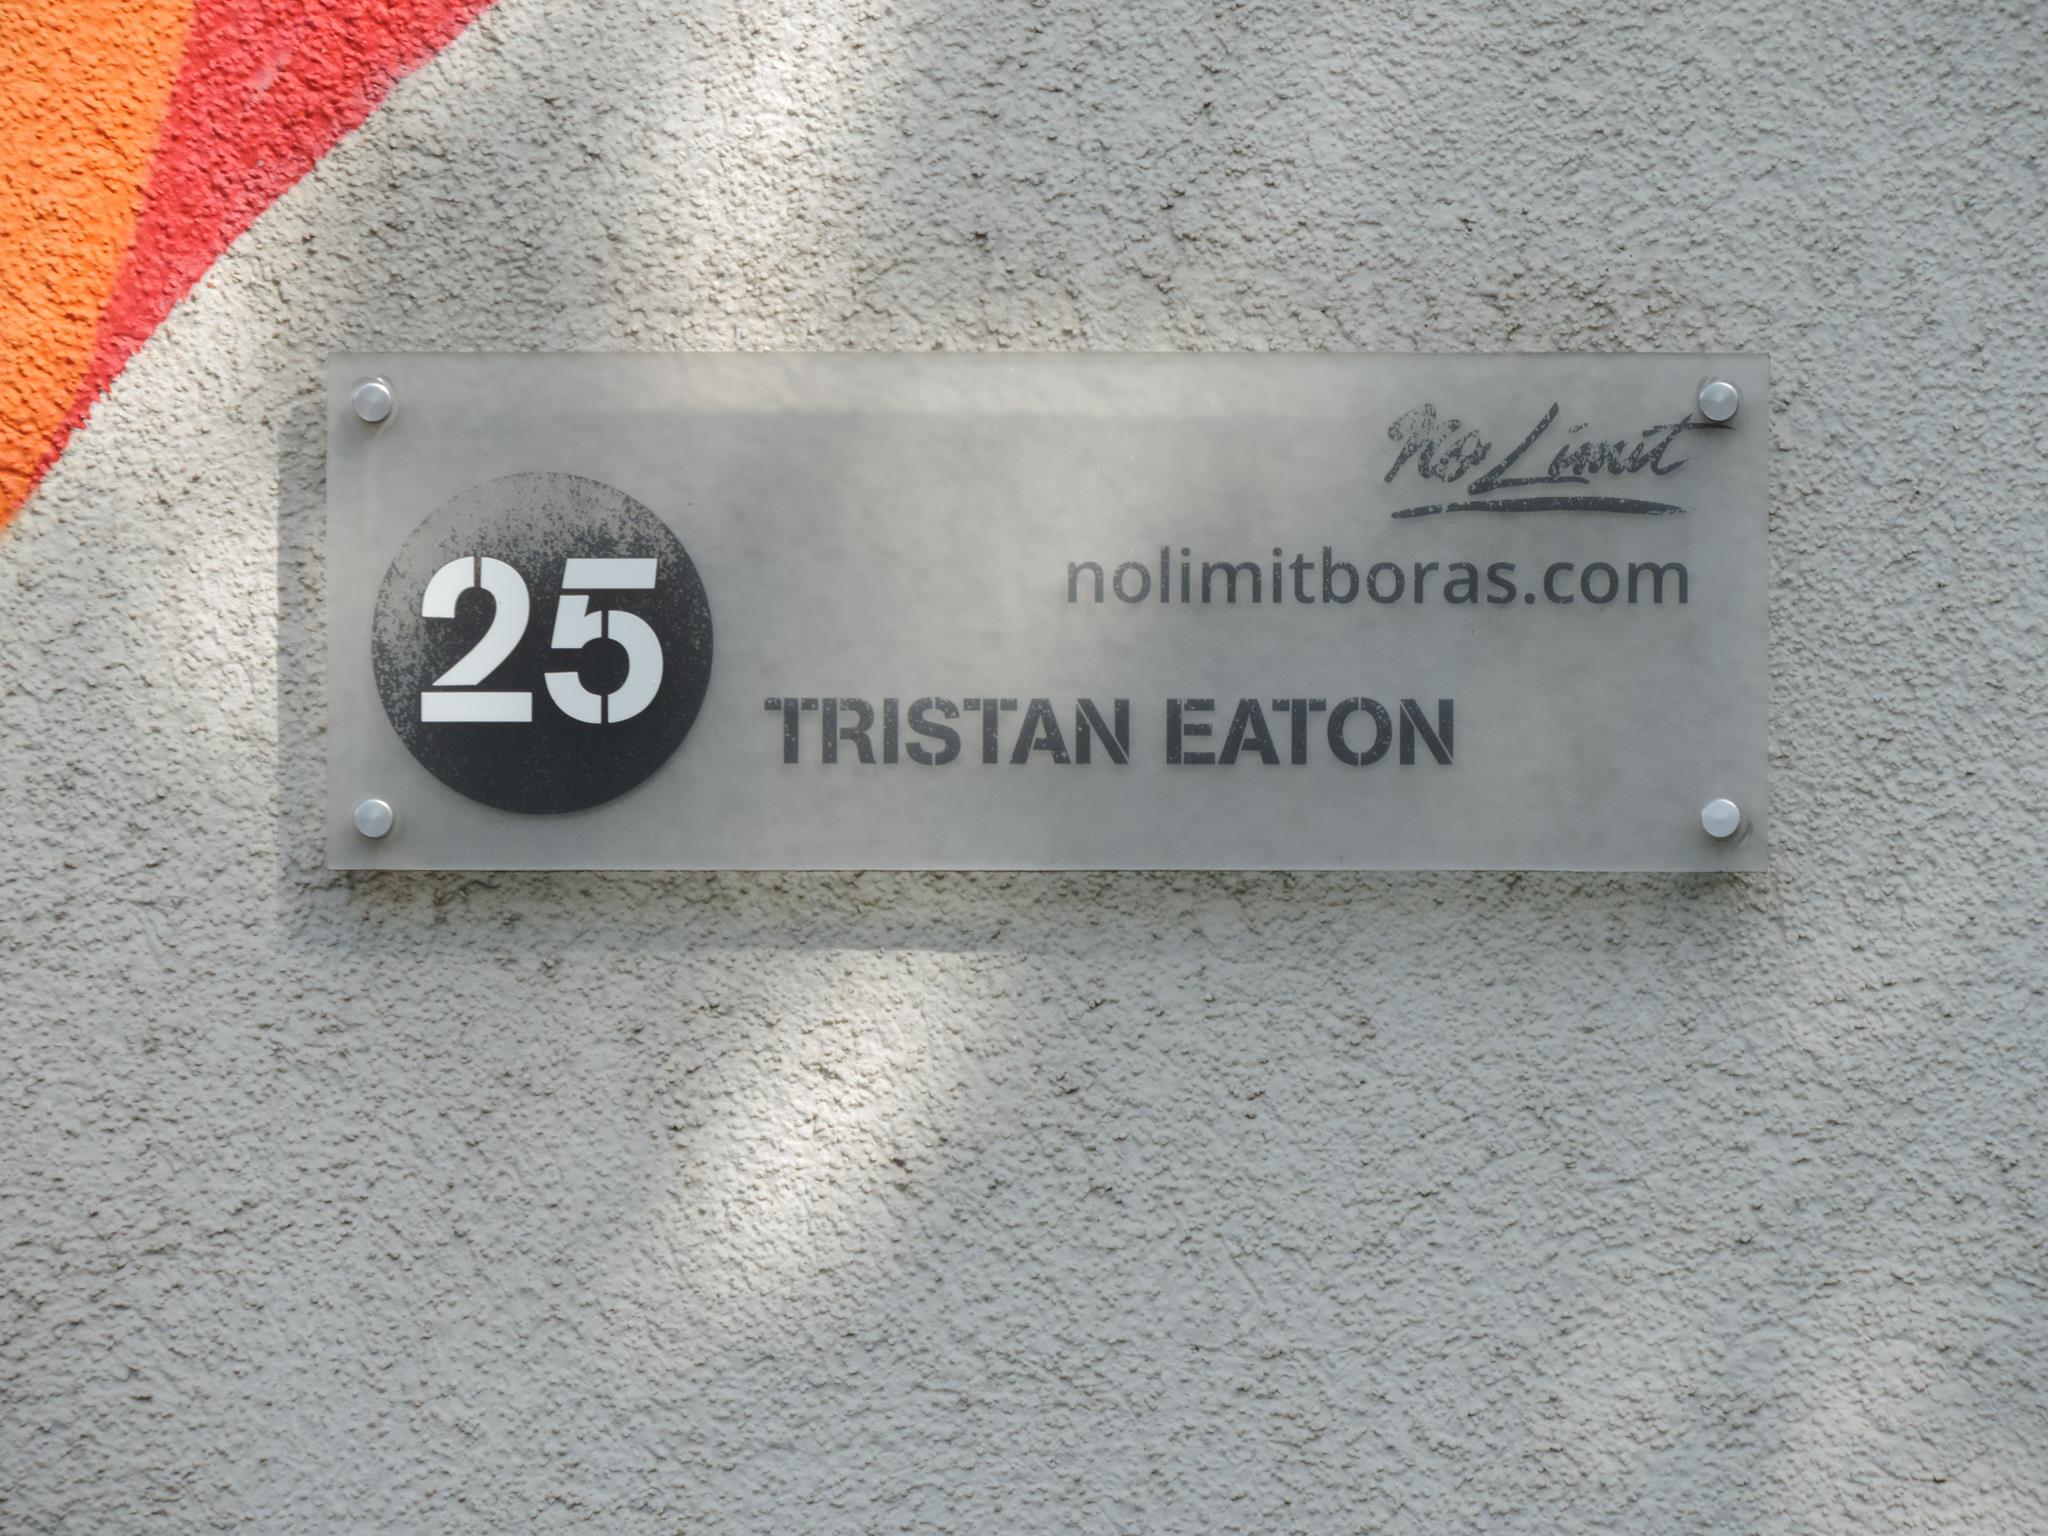 No Limit
nolimitboras.com
25
TRISTAN EATON